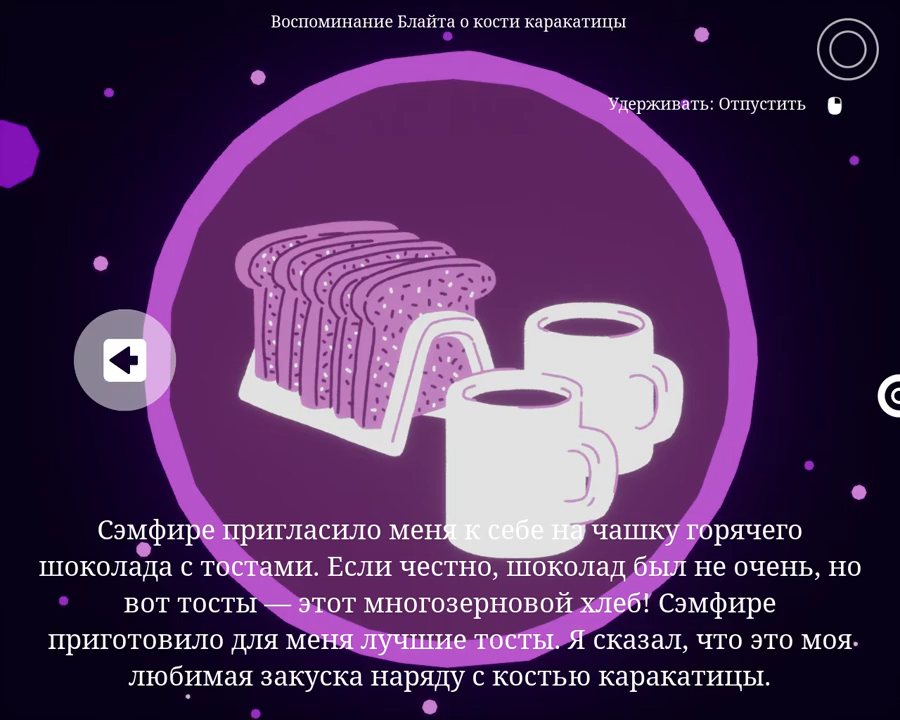 Воспоминание Блайта о кости каракатицы
Удерживать: Отпустить
Сэмфире пригласило меня к себе на чашку горячего
шоколада с тостами. Если честно, шоколад был не очень, но
вот тосты — этот многозерновой хлеб! Сэмфире
приготовило для меня лучшие тосты. Я сказал, что это моя
любимая закуска наряду с костью каракатицы.